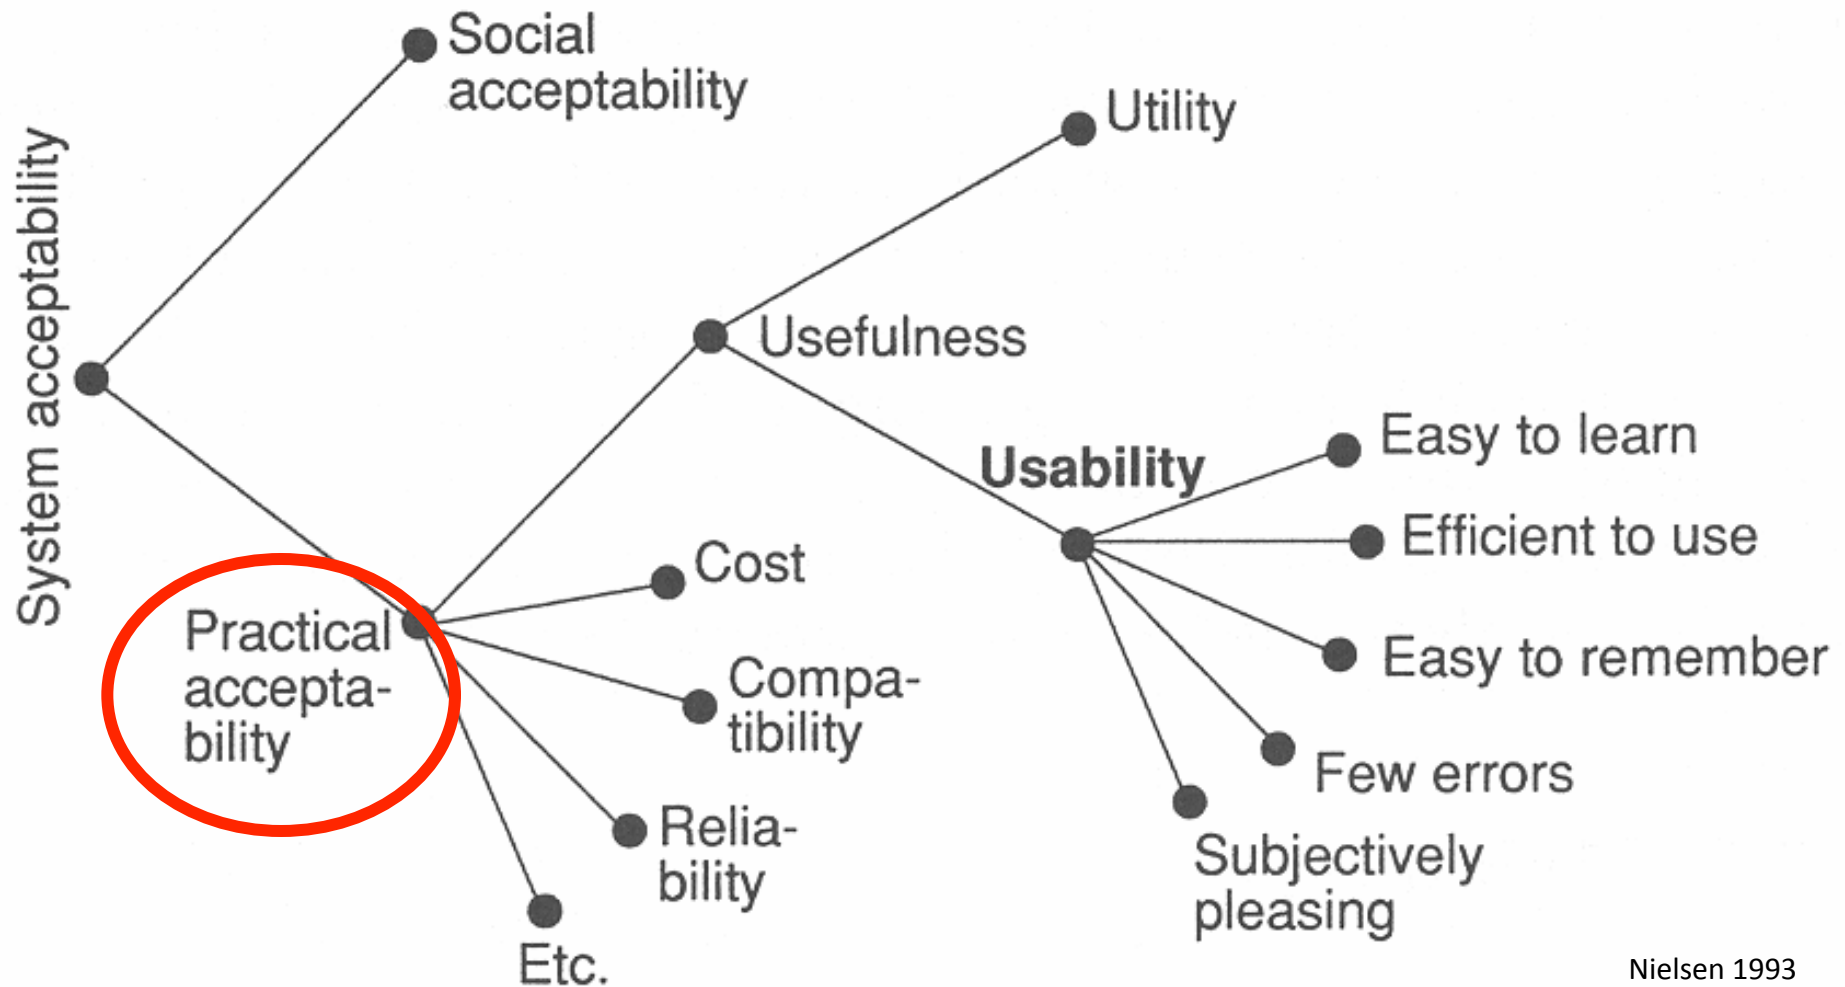 Social
acceptability
Utility
System acceptability
Usefulness
Usability
Easy to learn
Efficient to use
Cost
Practical
accepta-
bility
Easy to remember
Compa-
tibility
Few errors
Relia-
bility
Subjectively
pleasing
Etc.
Nielsen 1993